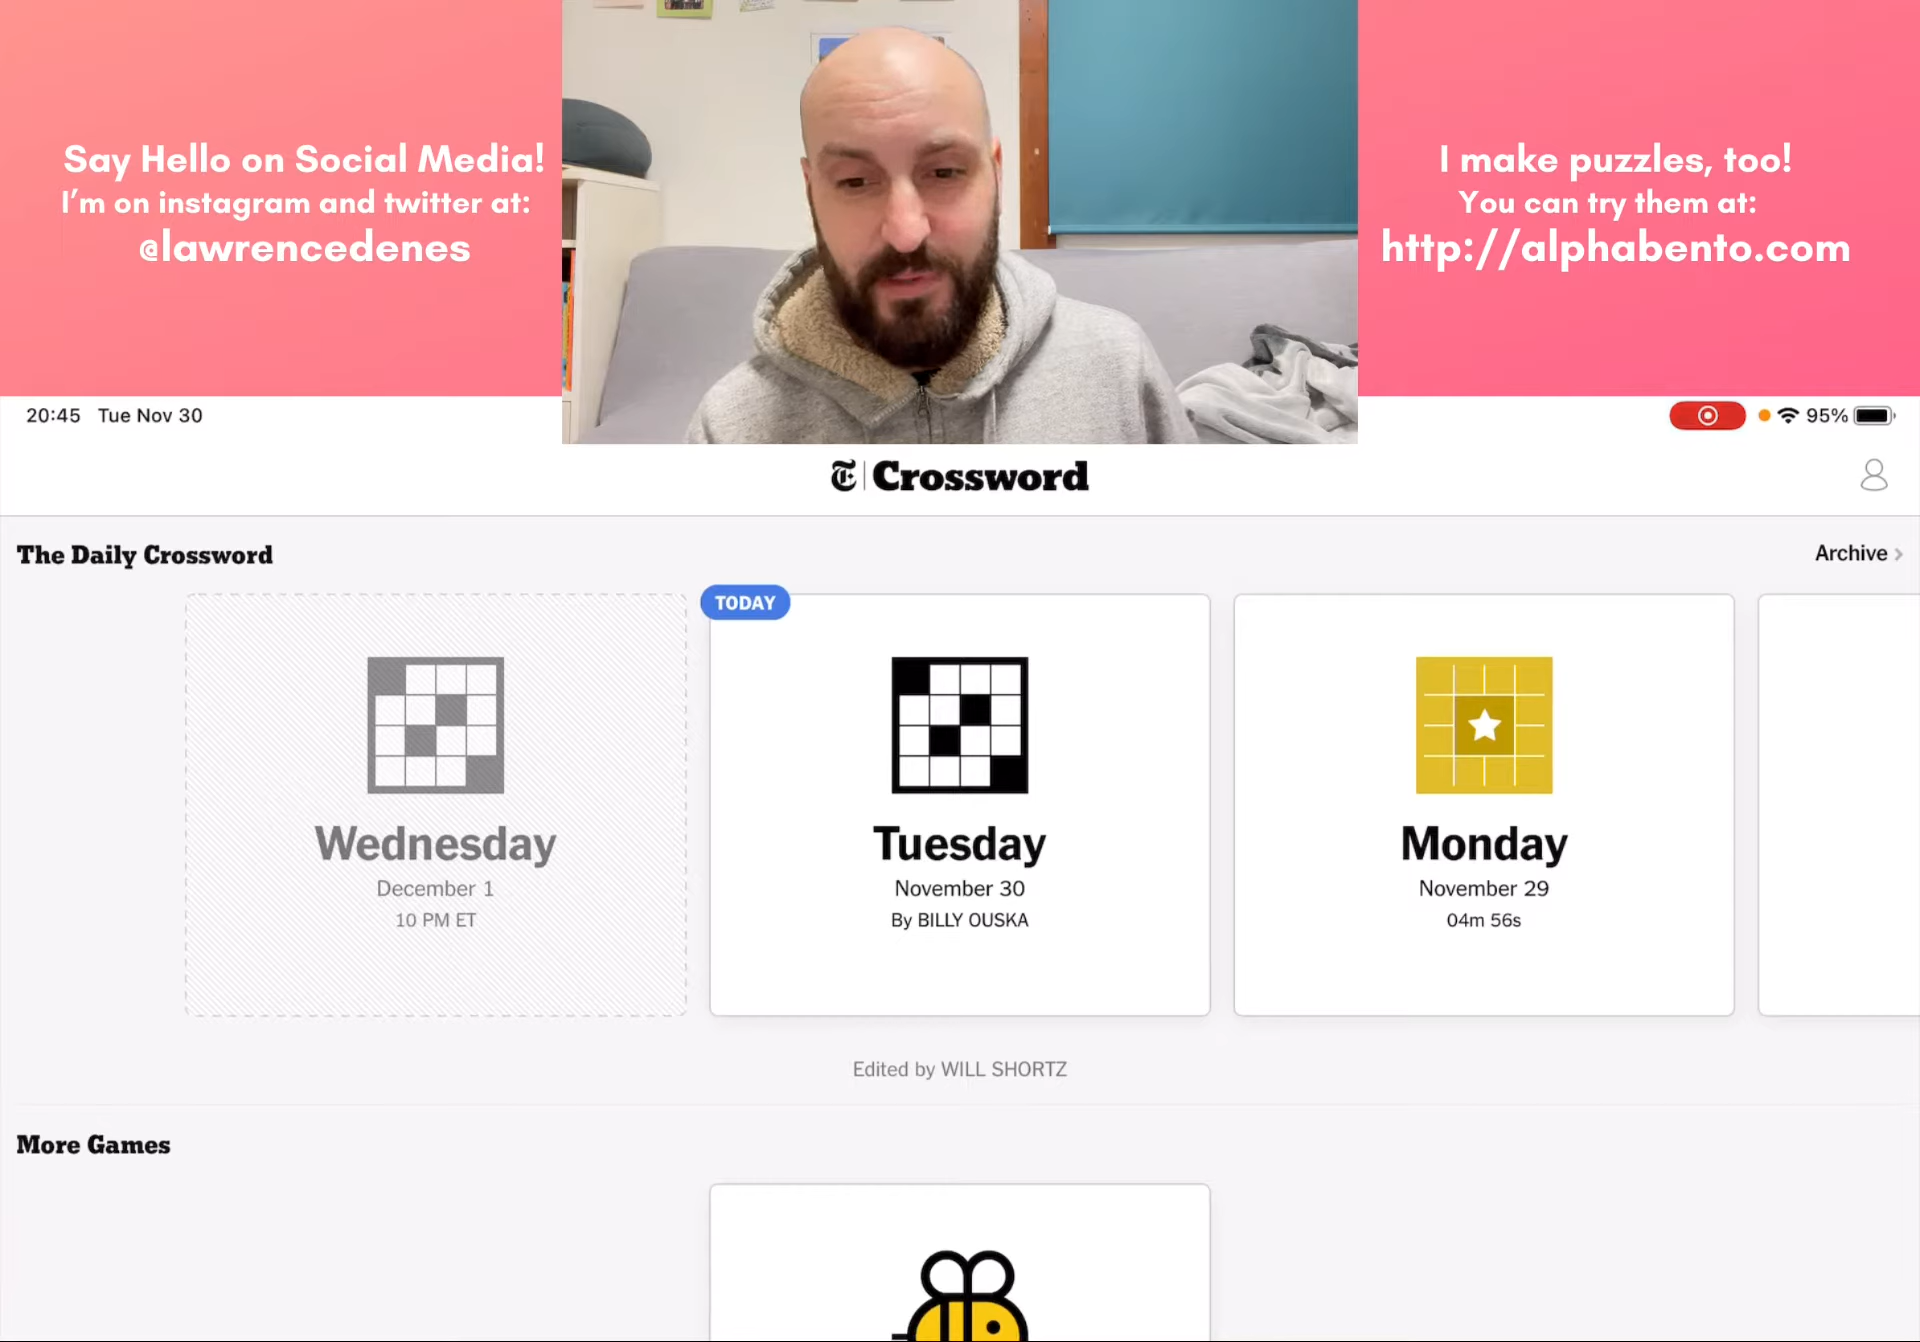 Say Hello on Social Media!
I'm on instagram and twitter at:
@lawrencedenes
I make puzzles, too!
You can try them at:
http://alphabento.com
20:45 Tue Nov 30
95%
Crossword
The Daily Crossword
Archive
TODAY
Wednesday
December 1
10 PM ET
Tuesday
November 30
By BILLY OUSKA
Monday
November 29
04m 56s
Edited by WILL SHORTZ
More Games